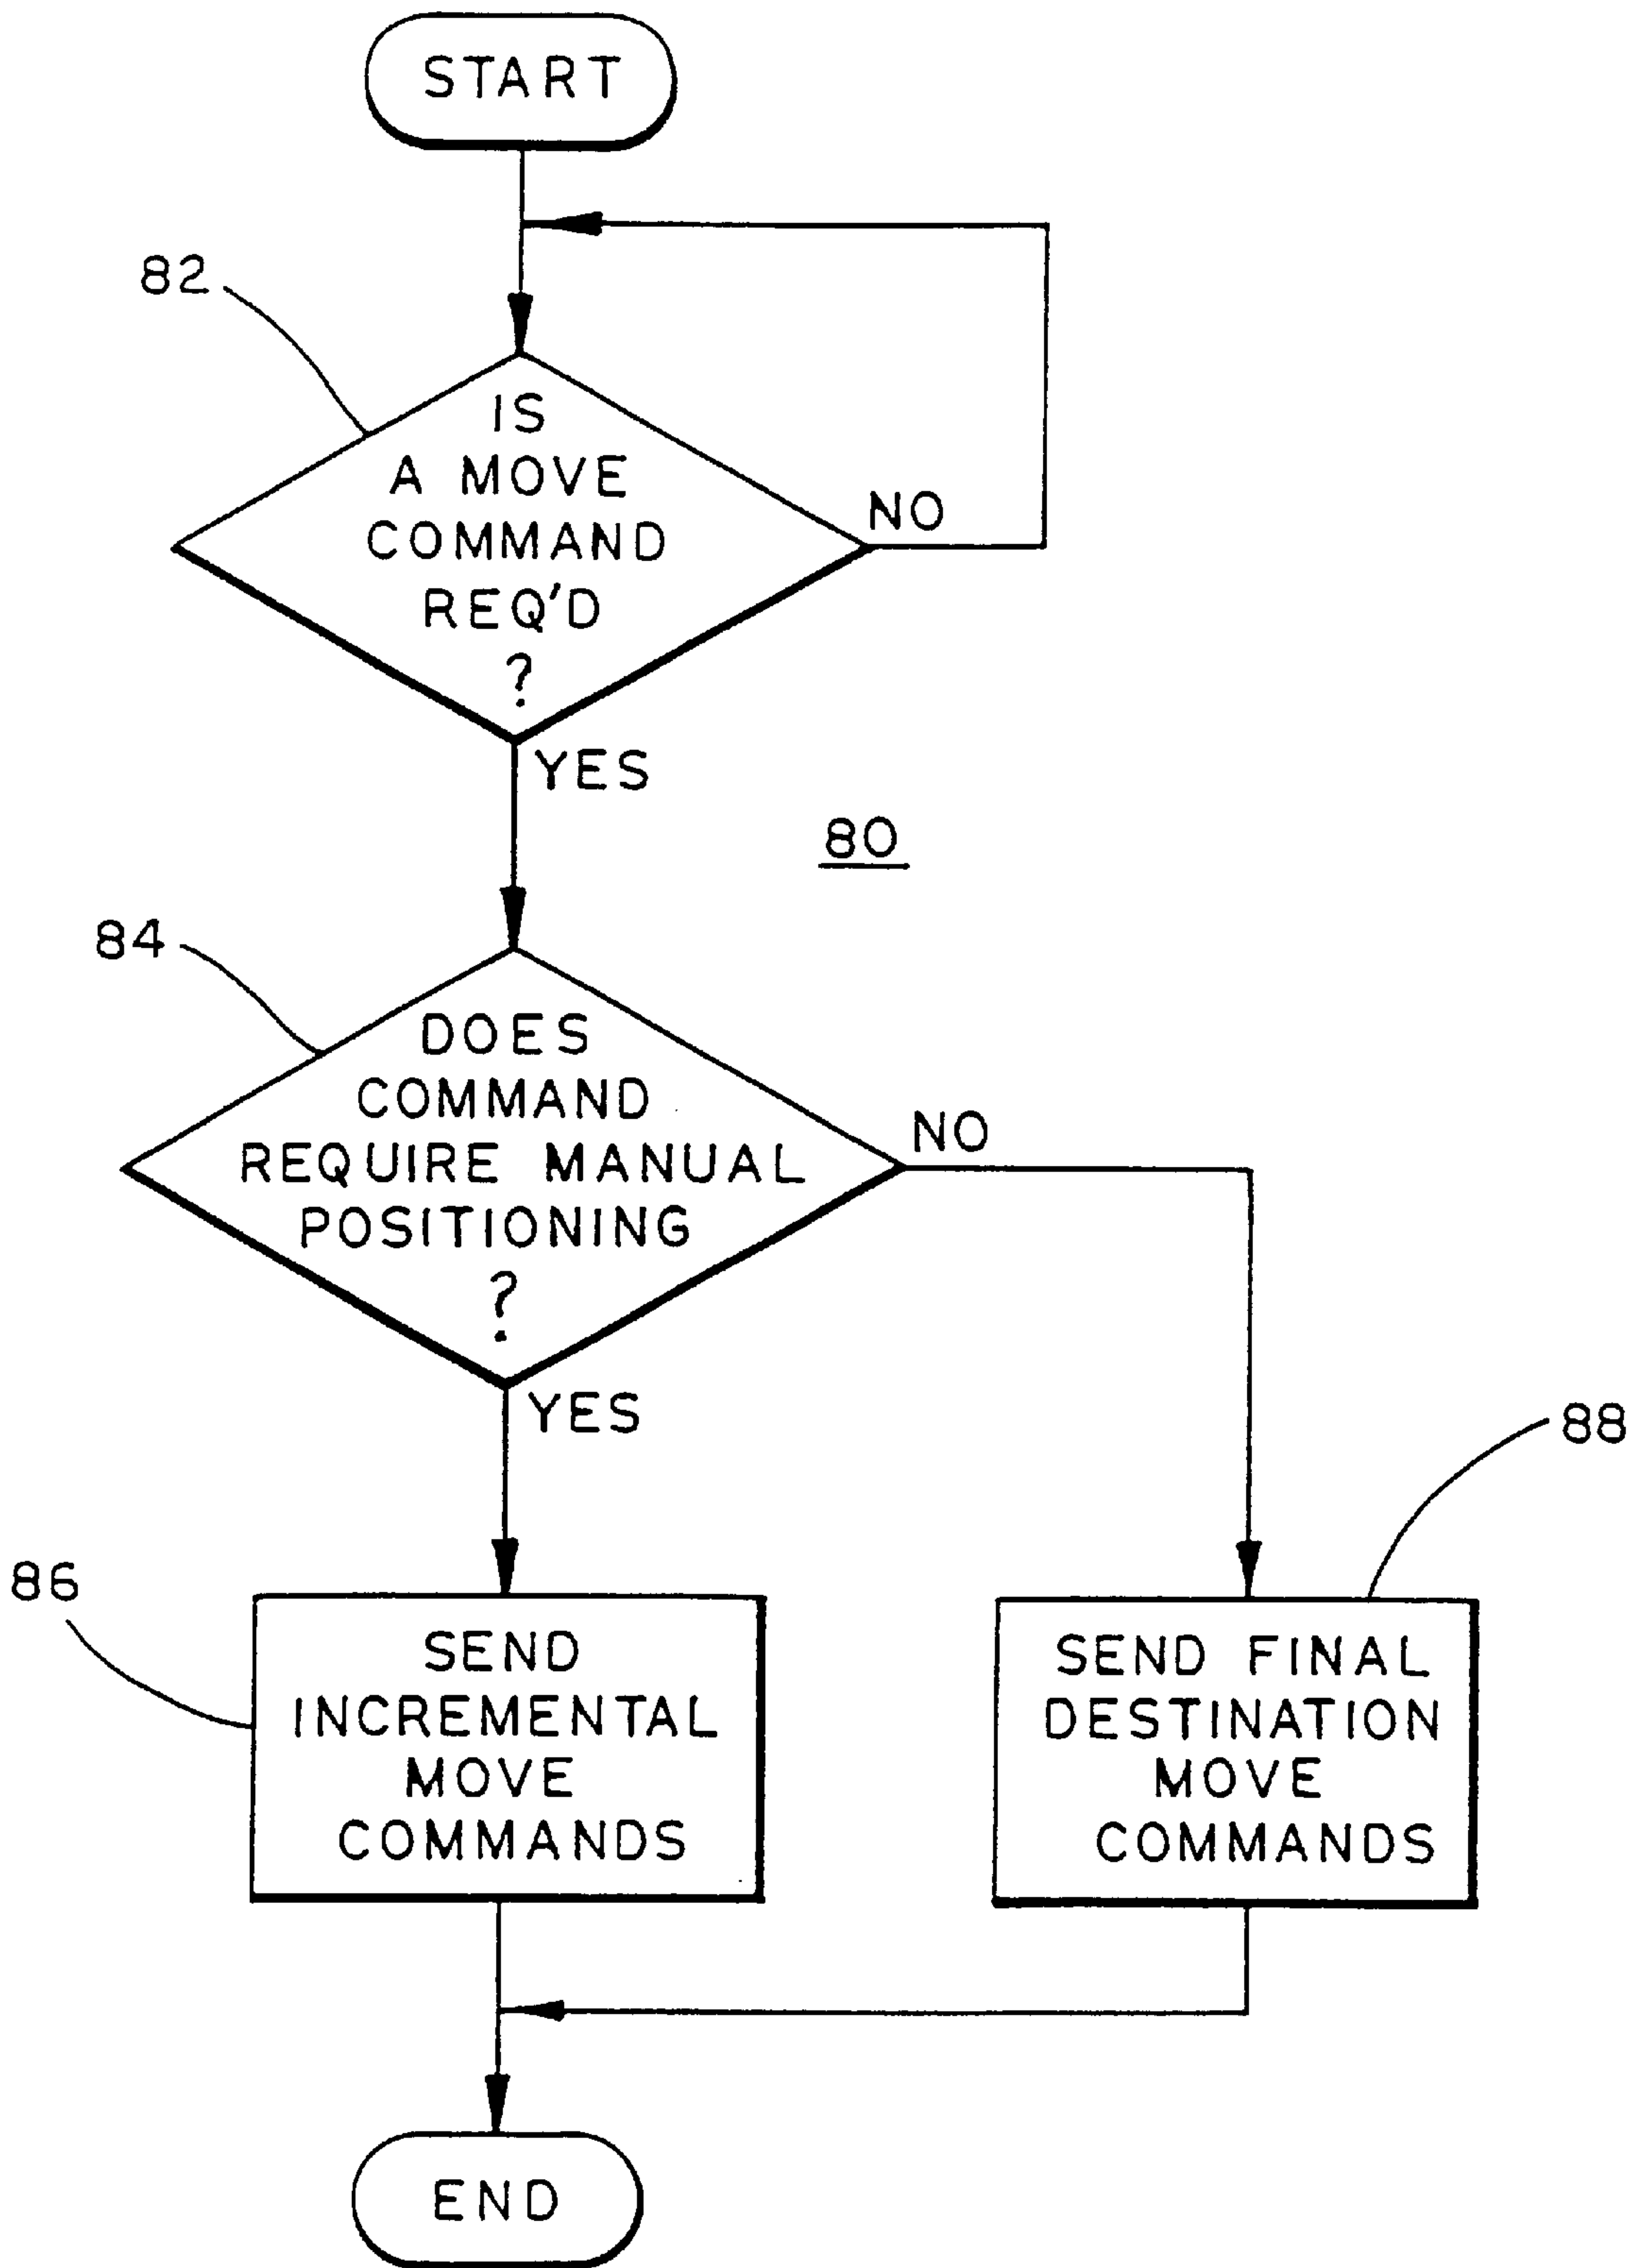 START
82
IS
A MOVE
COMMAND
REQ'D
?
NO
YES
80
84
DOES
COMMAND
REQUIRE MANUAL
POSITIONING
?
NO
YES
88
86
SEND
INCREMENTAL
MOVE
COMMANDS
SEND FINAL
DESTINATION
MOVE
COMMANDS
END